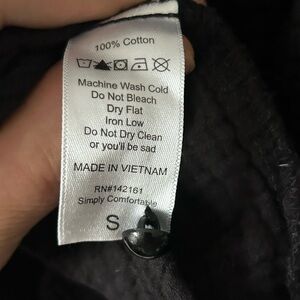 100% Cotton
Machine Wash Cold
Do Not Bleach
Dry Flat
Iron Low
Do Not Dry Clean
or you'll be sad
MADE IN VIETNAM
RN#142161
Simply Comfortable
S